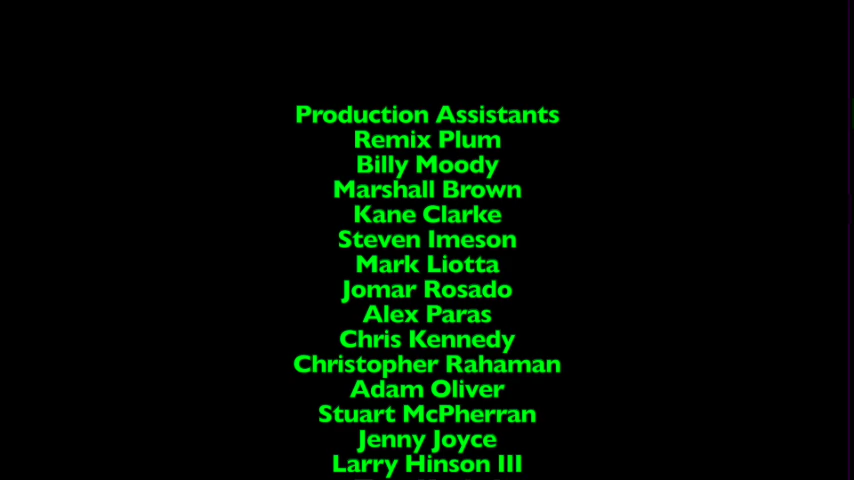 Production Assistants
Remix Plum
Billy Moody
Marshall Brown
Kane Clarke
Steven Imeson
Mark Liotta
Jomar Rosado
Alex Paras
Chris Kennedy
Christopher Rahaman
Adam Oliver
Stuart McPherran
Jenny Joyce
Larry Hinson III